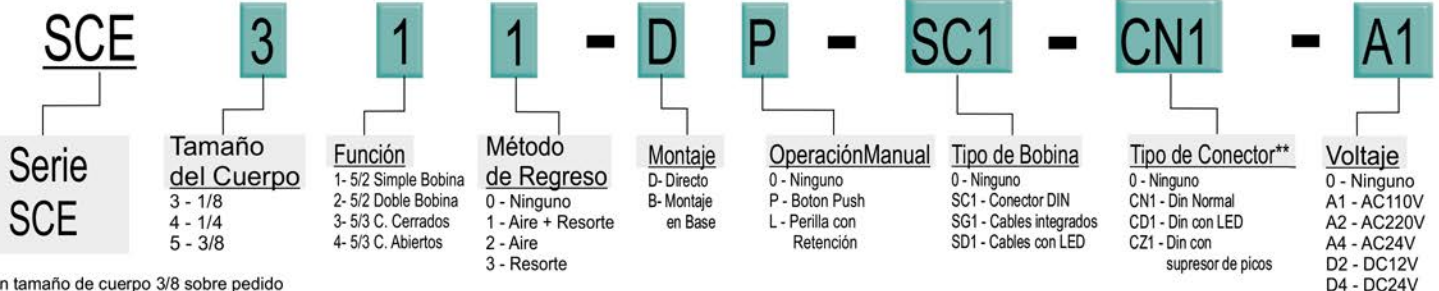 SCE 3 1 1 - D P - SC1 - CN1 - A1
Serie
SCE
Tamaño
del Cuerpo
3 - 1/8
4 - 1/4
5 - 3/8
Función
1- 5/2 Simple Bobina
2- 5/2 Doble Bobina
3- 5/3 C. Cerrados
4- 5/3 C. Abiertos
Método
de Regreso
0 - Ninguno
1 - Aire + Resorte
2 - Aire
3 - Resorte
Montaje
D- Directo
B- Montaje
en Base
OperaciónManual
0 - Ninguno
P - Boton Push
L - Perilla con
Retención
Tipo de Bobina
0 - Ninguno
SC1 - Conector DIN
SG1 - Cables integrados
SD1 - Cables con LED
Tipo de Conector**
0 - Ninguno
CN1 - Din Normal
CD1 - Din con LED
CZ1 - Din con
supresor de picos
Voltaje
0 - Ninguno
A1 - AC110V
A2 - AC220V
A4 - AC24V
D2 - DC12V
D4 - DC24V
n tamaño de cuerpo 3/8 sobre pedido